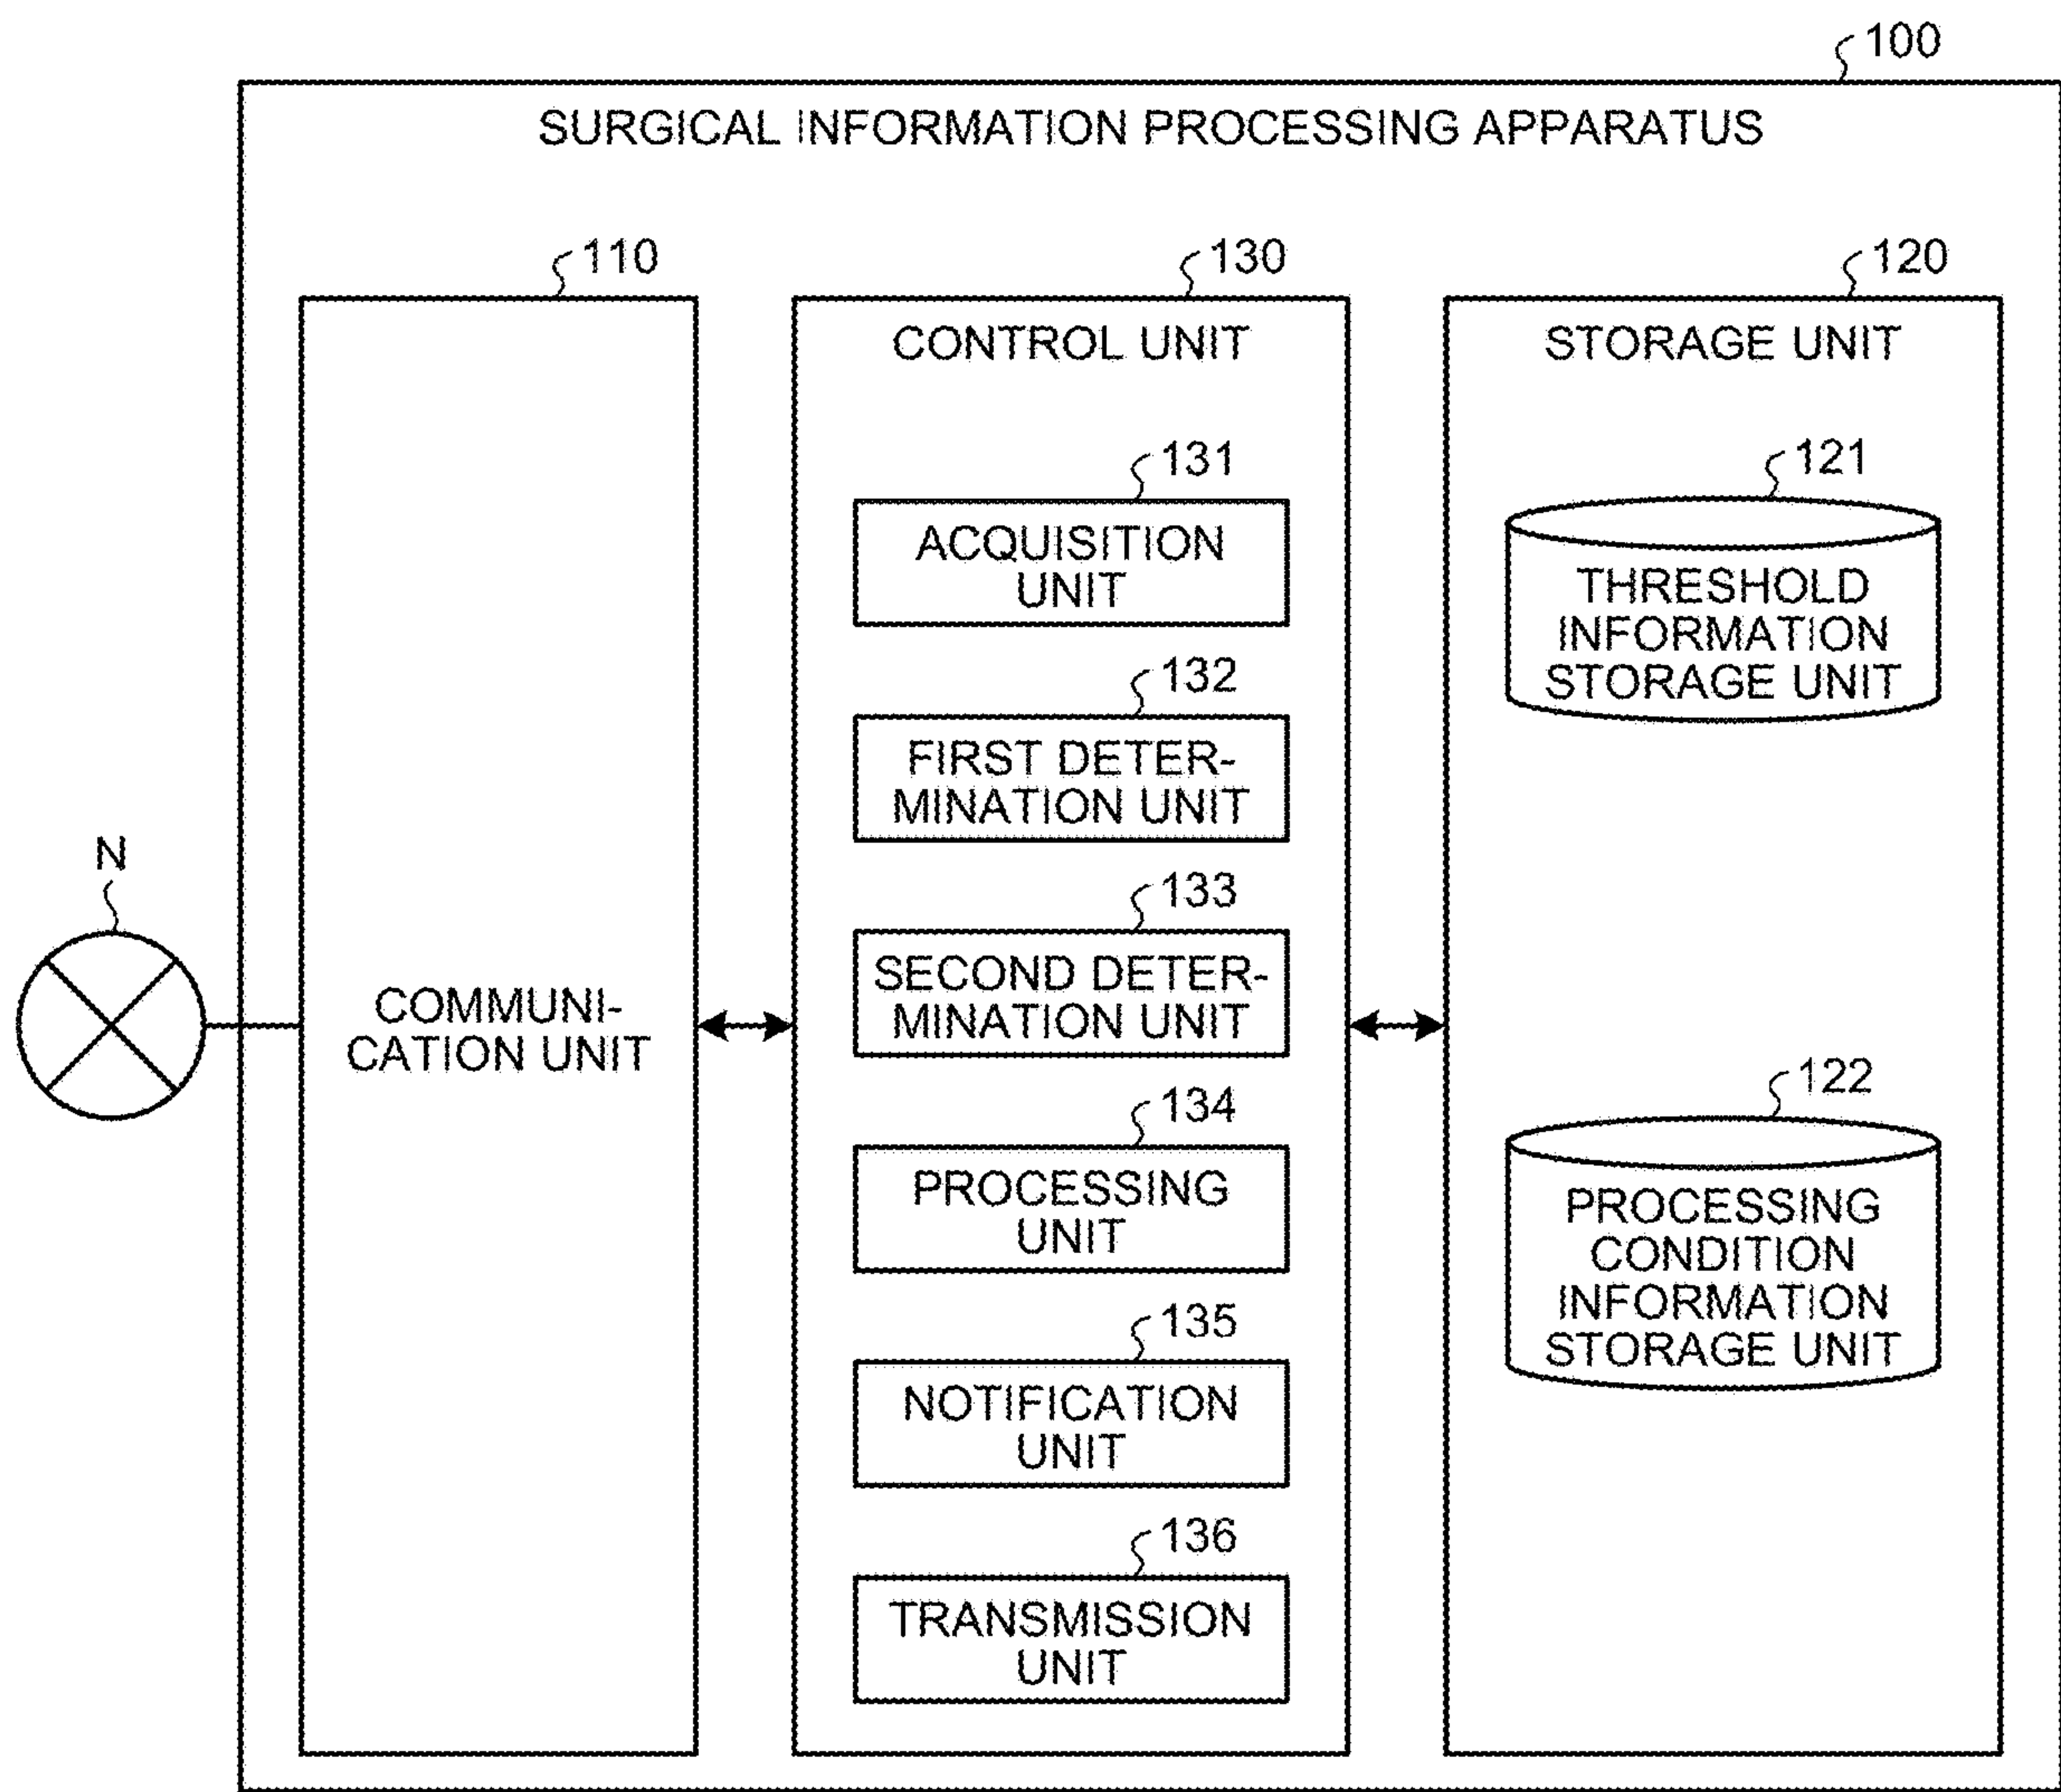 100
SURGICAL INFORMATION PROCESSING APPARATUS
110
130
120
CONTROL UNIT
STORAGE UNIT
131
ACQUISITION
UNIT
121
THRESHOLD
INFORMATION
STORAGE UNIT
132
FIRST DETER-
MINATION UNIT
N
COMMUNI-
CATION UNIT
133
SECOND DETER-
MINATION UNIT
134
PROCESSING
UNIT
122
PROCESSING
CONDITION
INFORMATION
STORAGE UNIT
135
NOTIFICATION
UNIT
136
TRANSMISSION
UNIT